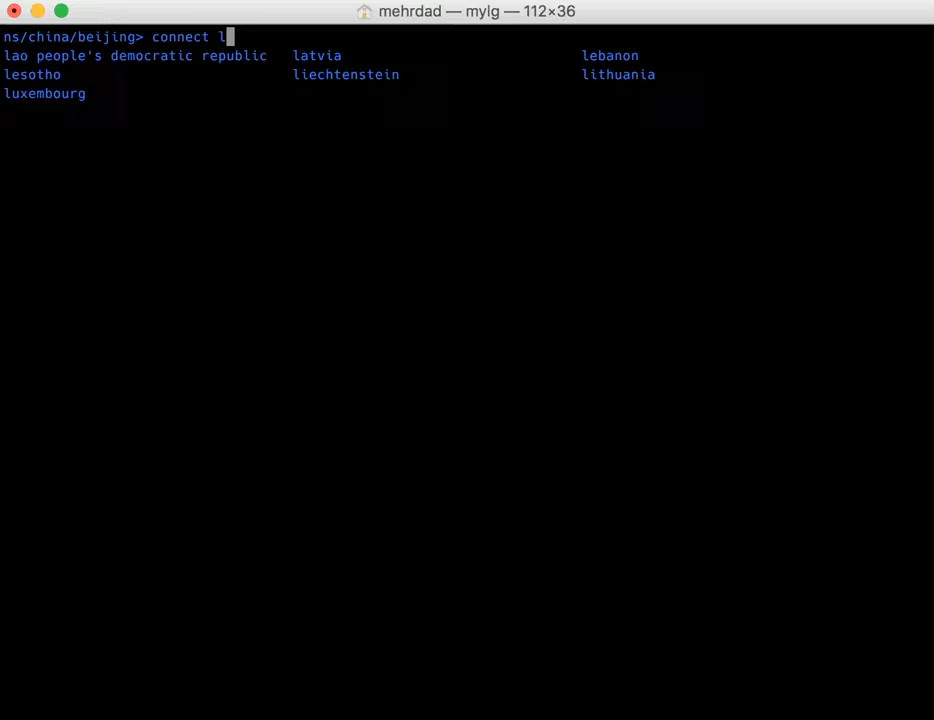 mehrdad — mylg — 112×36
ns/china/beijing> connect l
lao people's democratic republic latvia lebanon
lesotho liechtenstein lithuania
luxembourg